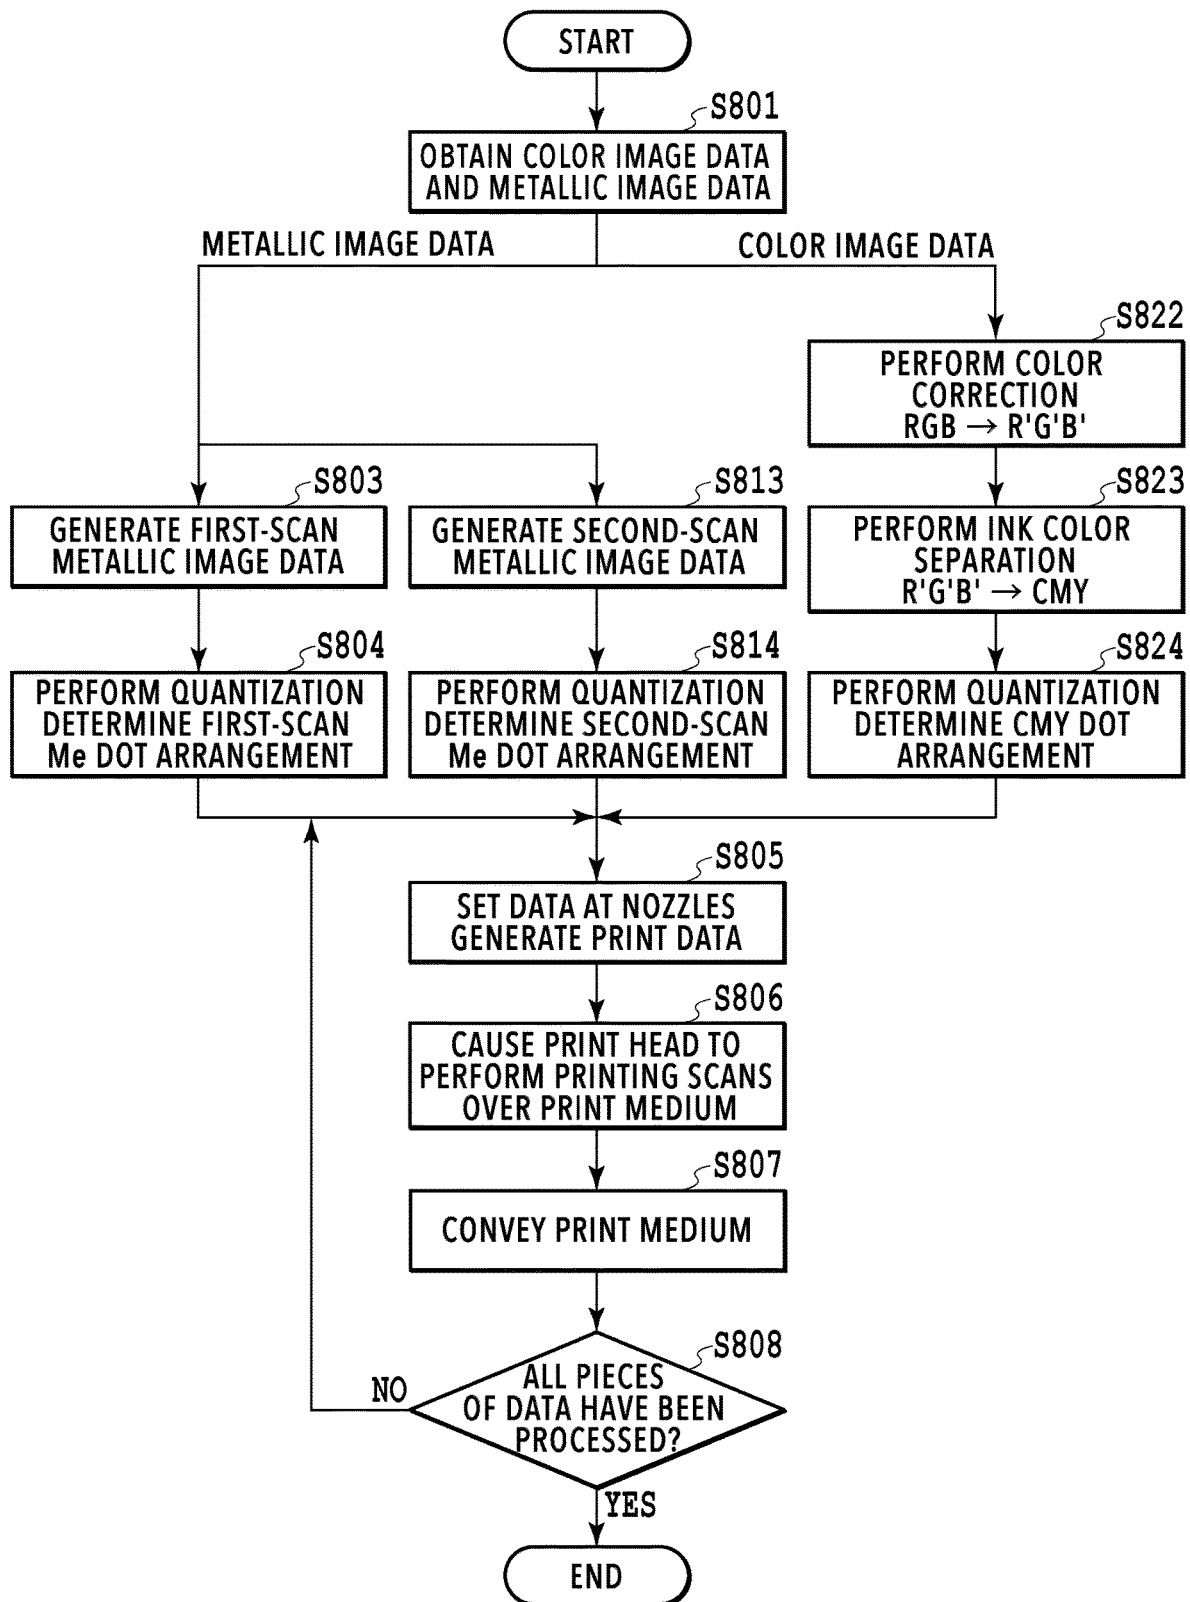 START
S801
OBTAIN COLOR IMAGE DATA
AND METALLIC IMAGE DATA
METALLIC IMAGE DATA
COLOR IMAGE DATA
S822
PERFORM COLOR
CORRECTION
RGB → R'G'B'
S803
GENERATE FIRST-SCAN
METALLIC IMAGE DATA
S813
GENERATE SECOND-SCAN
METALLIC IMAGE DATA
S823
PERFORM INK COLOR
SEPARATION
R'G'B' → CMY
S804
PERFORM QUANTIZATION
DETERMINE FIRST-SCAN
Me DOT ARRANGEMENT
S814
PERFORM QUANTIZATION
DETERMINE SECOND-SCAN
Me DOT ARRANGEMENT
S824
PERFORM QUANTIZATION
DETERMINE CMY DOT
ARRANGEMENT
S805
SET DATA AT NOZZLES
GENERATE PRINT DATA
S806
CAUSE PRINT HEAD TO
PERFORM PRINTING SCANS
OVER PRINT MEDIUM
S807
CONVEY PRINT MEDIUM
S808
ALL PIECES
OF DATA HAVE BEEN
PROCESSED?
NO
YES
END